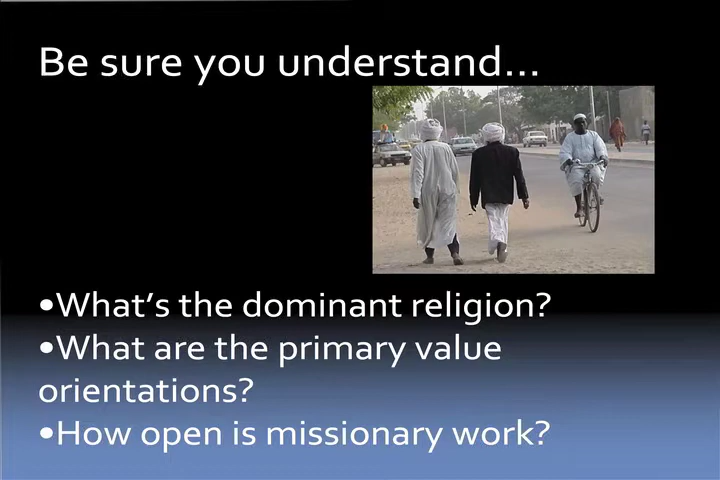 Be sure you understand...
•What’s the dominant religion?
•What are the primary value
orientations?
•How open is missionary work?